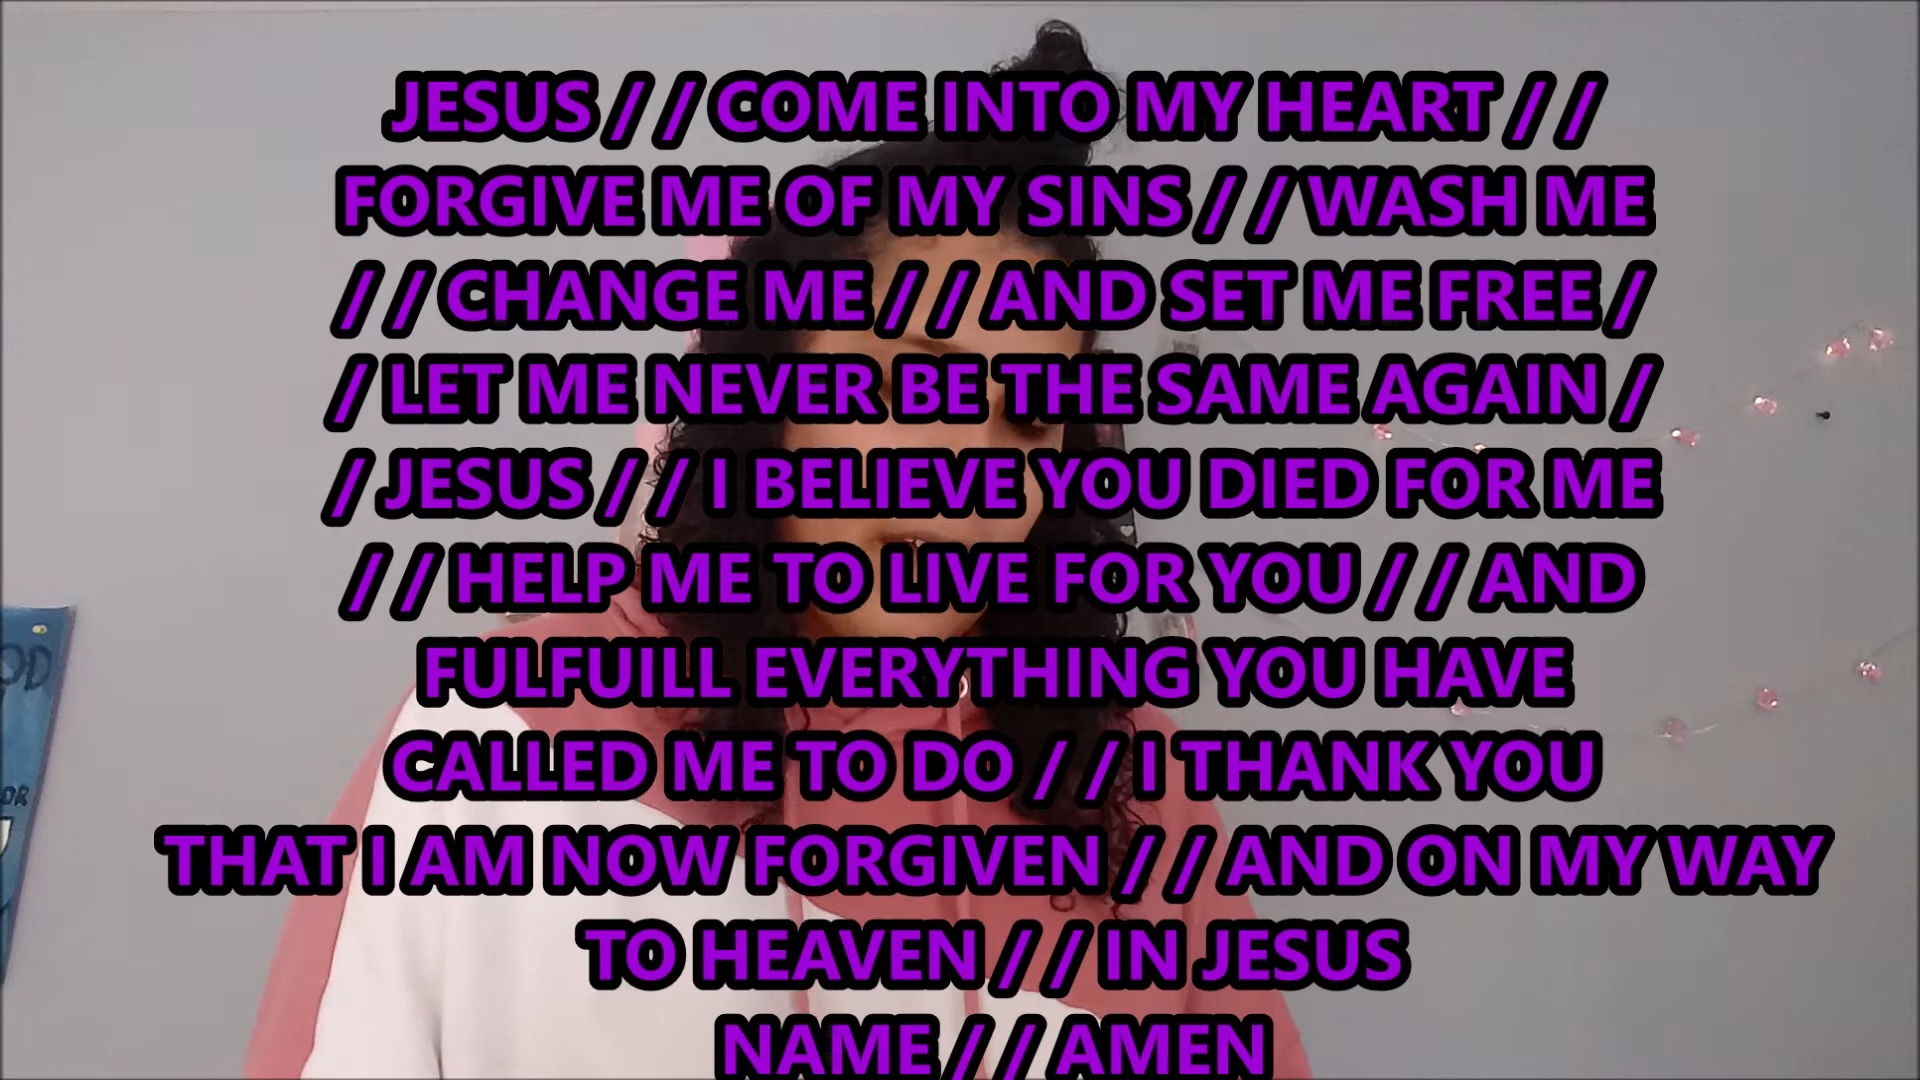 JESUS // COME INTO MY HEART //
FORGIVE ME OF MY SINS // WASH ME
// CHANGE ME // AND SET ME FREE /
/ LET ME NEVER BE THE SAME AGAIN /
/ JESUS // I BELIEVE YOU DIED FOR ME
// HELP ME TO LIVE FOR YOU // AND
FULFUILL EVERYTHING YOU HAVE
CALLED ME TO DO // I THANK YOU
THAT I AM NOW FORGIVEN // AND ON MY WAY
TO HEAVEN // IN JESUS
NAME // AMEN